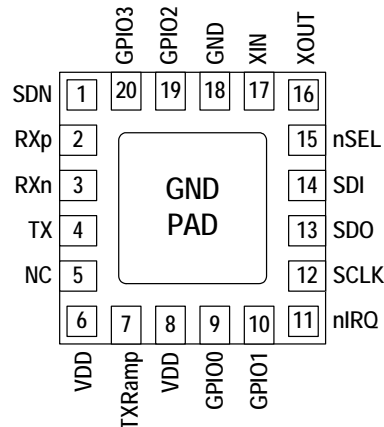 GPIO3
GPIO2
GND
XIN
XOUT
20
19
18
17
16
SDN 1
RXp 2
RXn 3
TX 4
NC 5
6
GND
PAD
15 nSEL
14 SDI
13 SDO
12 SCLK
11 nIRQ
7
8
9
10
VDD
TXRamp
VDD
GPIO0
GPIO1